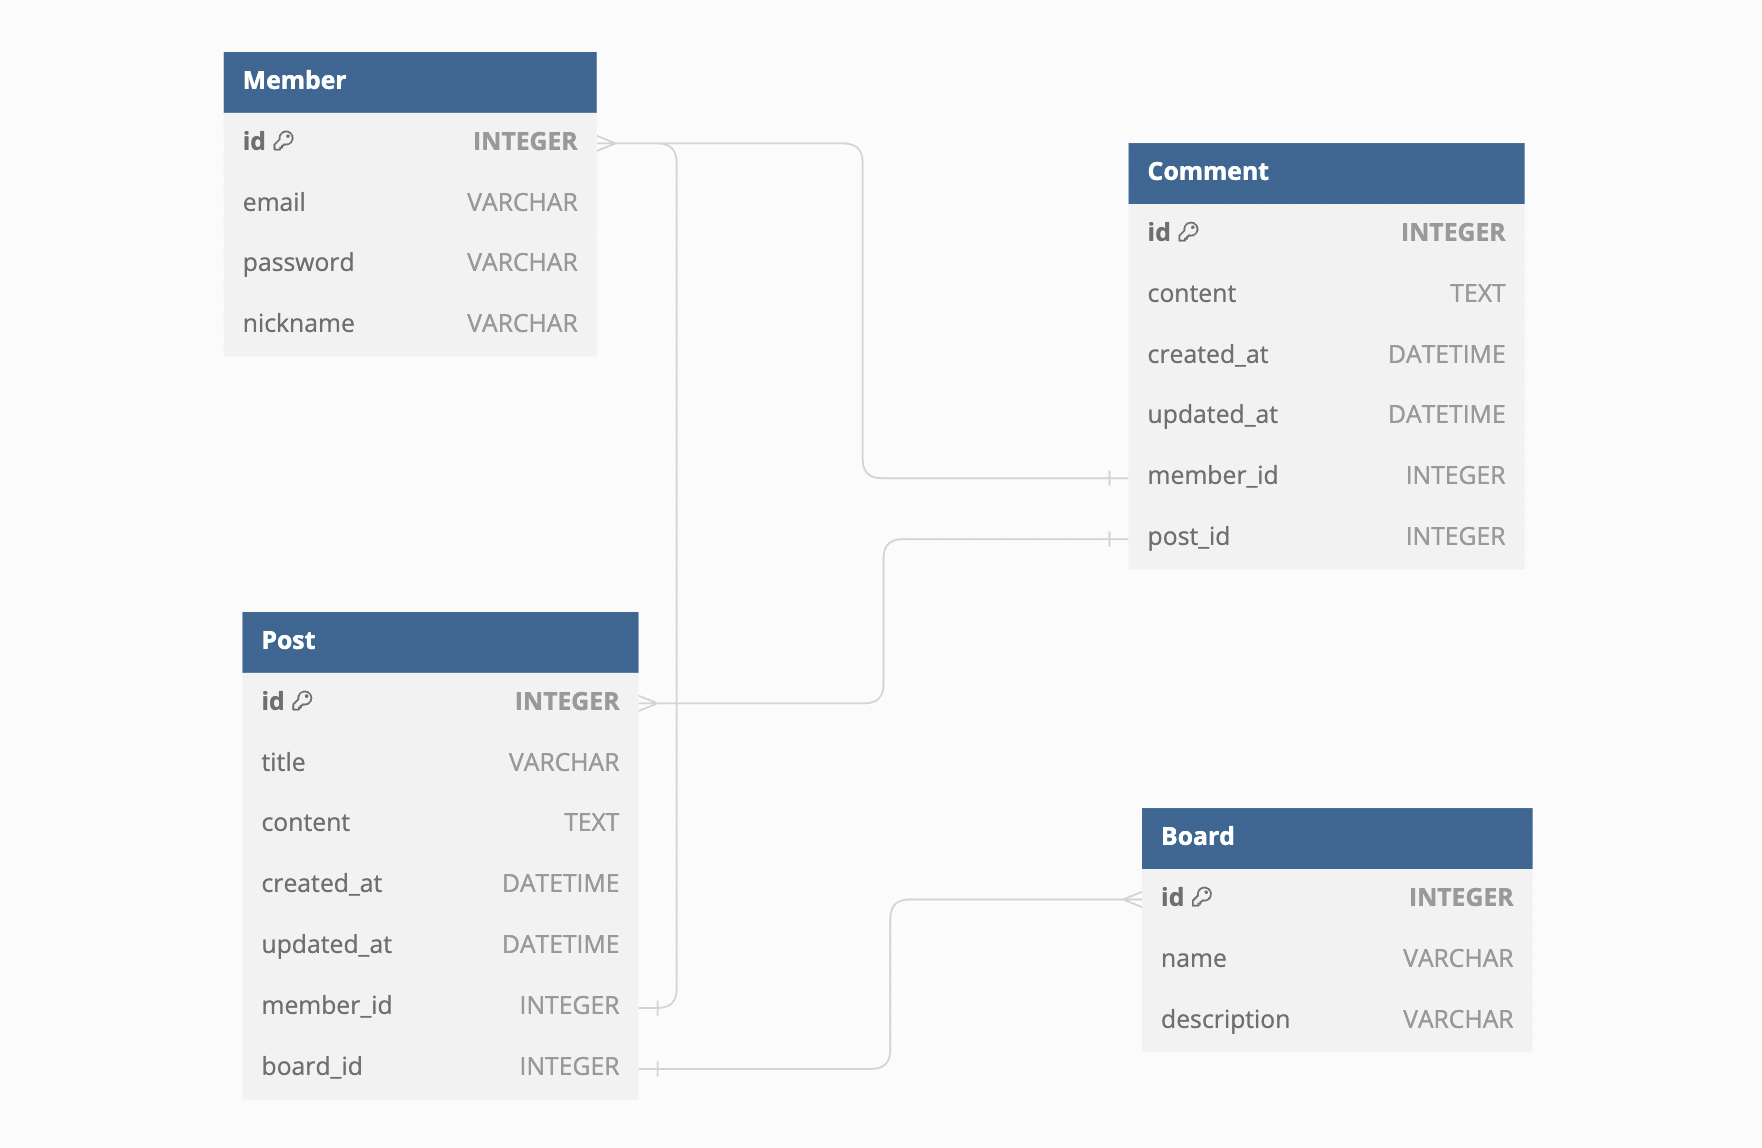 Member
id INTEGER
email VARCHAR
password VARCHAR
nickname VARCHAR
Comment
id INTEGER
content TEXT
created_at DATETIME
updated_at DATETIME
member_id INTEGER
post_id INTEGER
Post
id INTEGER
title VARCHAR
content TEXT
created_at DATETIME
updated_at DATETIME
member_id INTEGER
board_id INTEGER
Board
id INTEGER
name VARCHAR
description VARCHAR